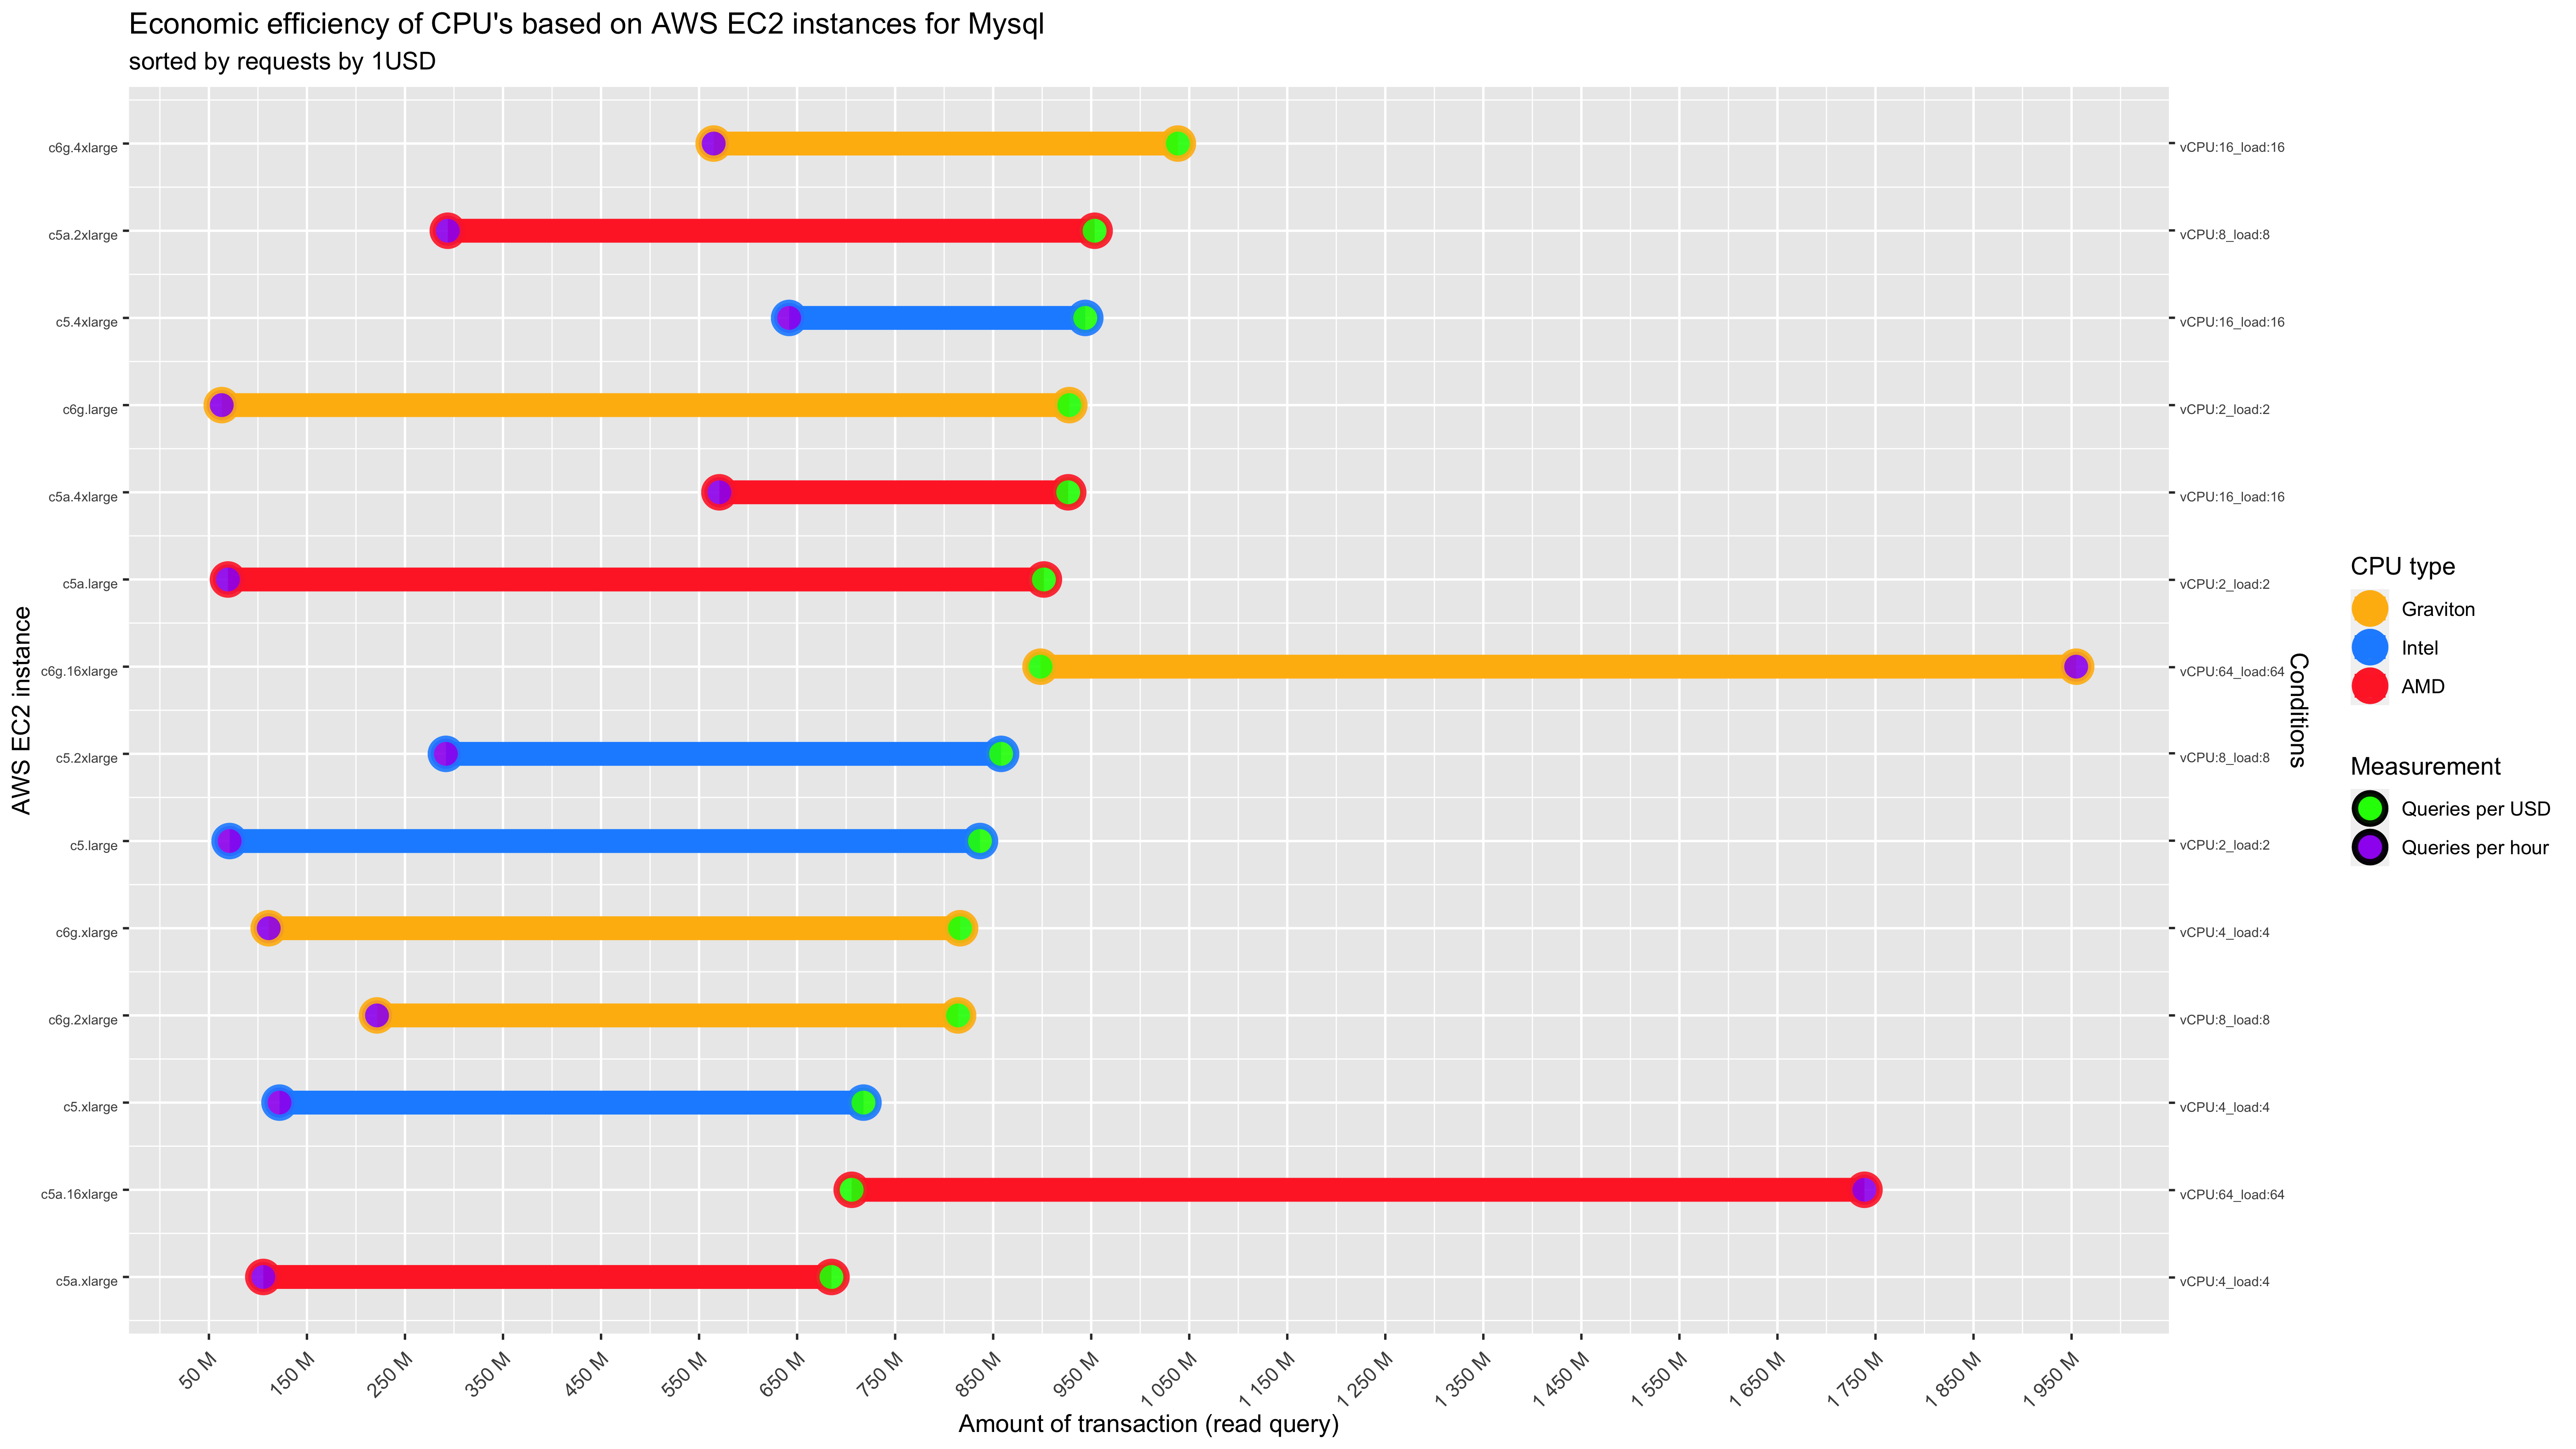 Economic efficiency of CPU's based on AWS EC2 instances for Mysql
sorted by requests by 1USD
AWS EC2 instance
c6g.4xlarge
c5a.2xlarge
c5.4xlarge
c6g.large
c5a.4xlarge
c5a.large
c6g.16xlarge
c5.2xlarge
c5.large
c6g.xlarge
c6g.2xlarge
c5.xlarge
c5a.16xlarge
c5a.xlarge
vCPU:16_load:16
vCPU:8_load:8
vCPU:16_load:16
vCPU:2_load:2
vCPU:16_load:16
vCPU:2_load:2
vCPU:64_load:64
vCPU:8_load:8
vCPU:2_load:2
vCPU:4_load:4
vCPU:8_load:8
vCPU:4_load:4
vCPU:64_load:64
vCPU:4_load:4
Conditions
50 M
150 M
250 M
350 M
450 M
550 M
650 M
750 M
850 M
950 M
1 050 M
1 150 M
1 250 M
1 350 M
1 450 M
1 550 M
1 650 M
1 750 M
1 850 M
1 950 M
Amount of transaction (read query)
CPU type
Graviton
Intel
AMD
Measurement
Queries per USD
Queries per hour